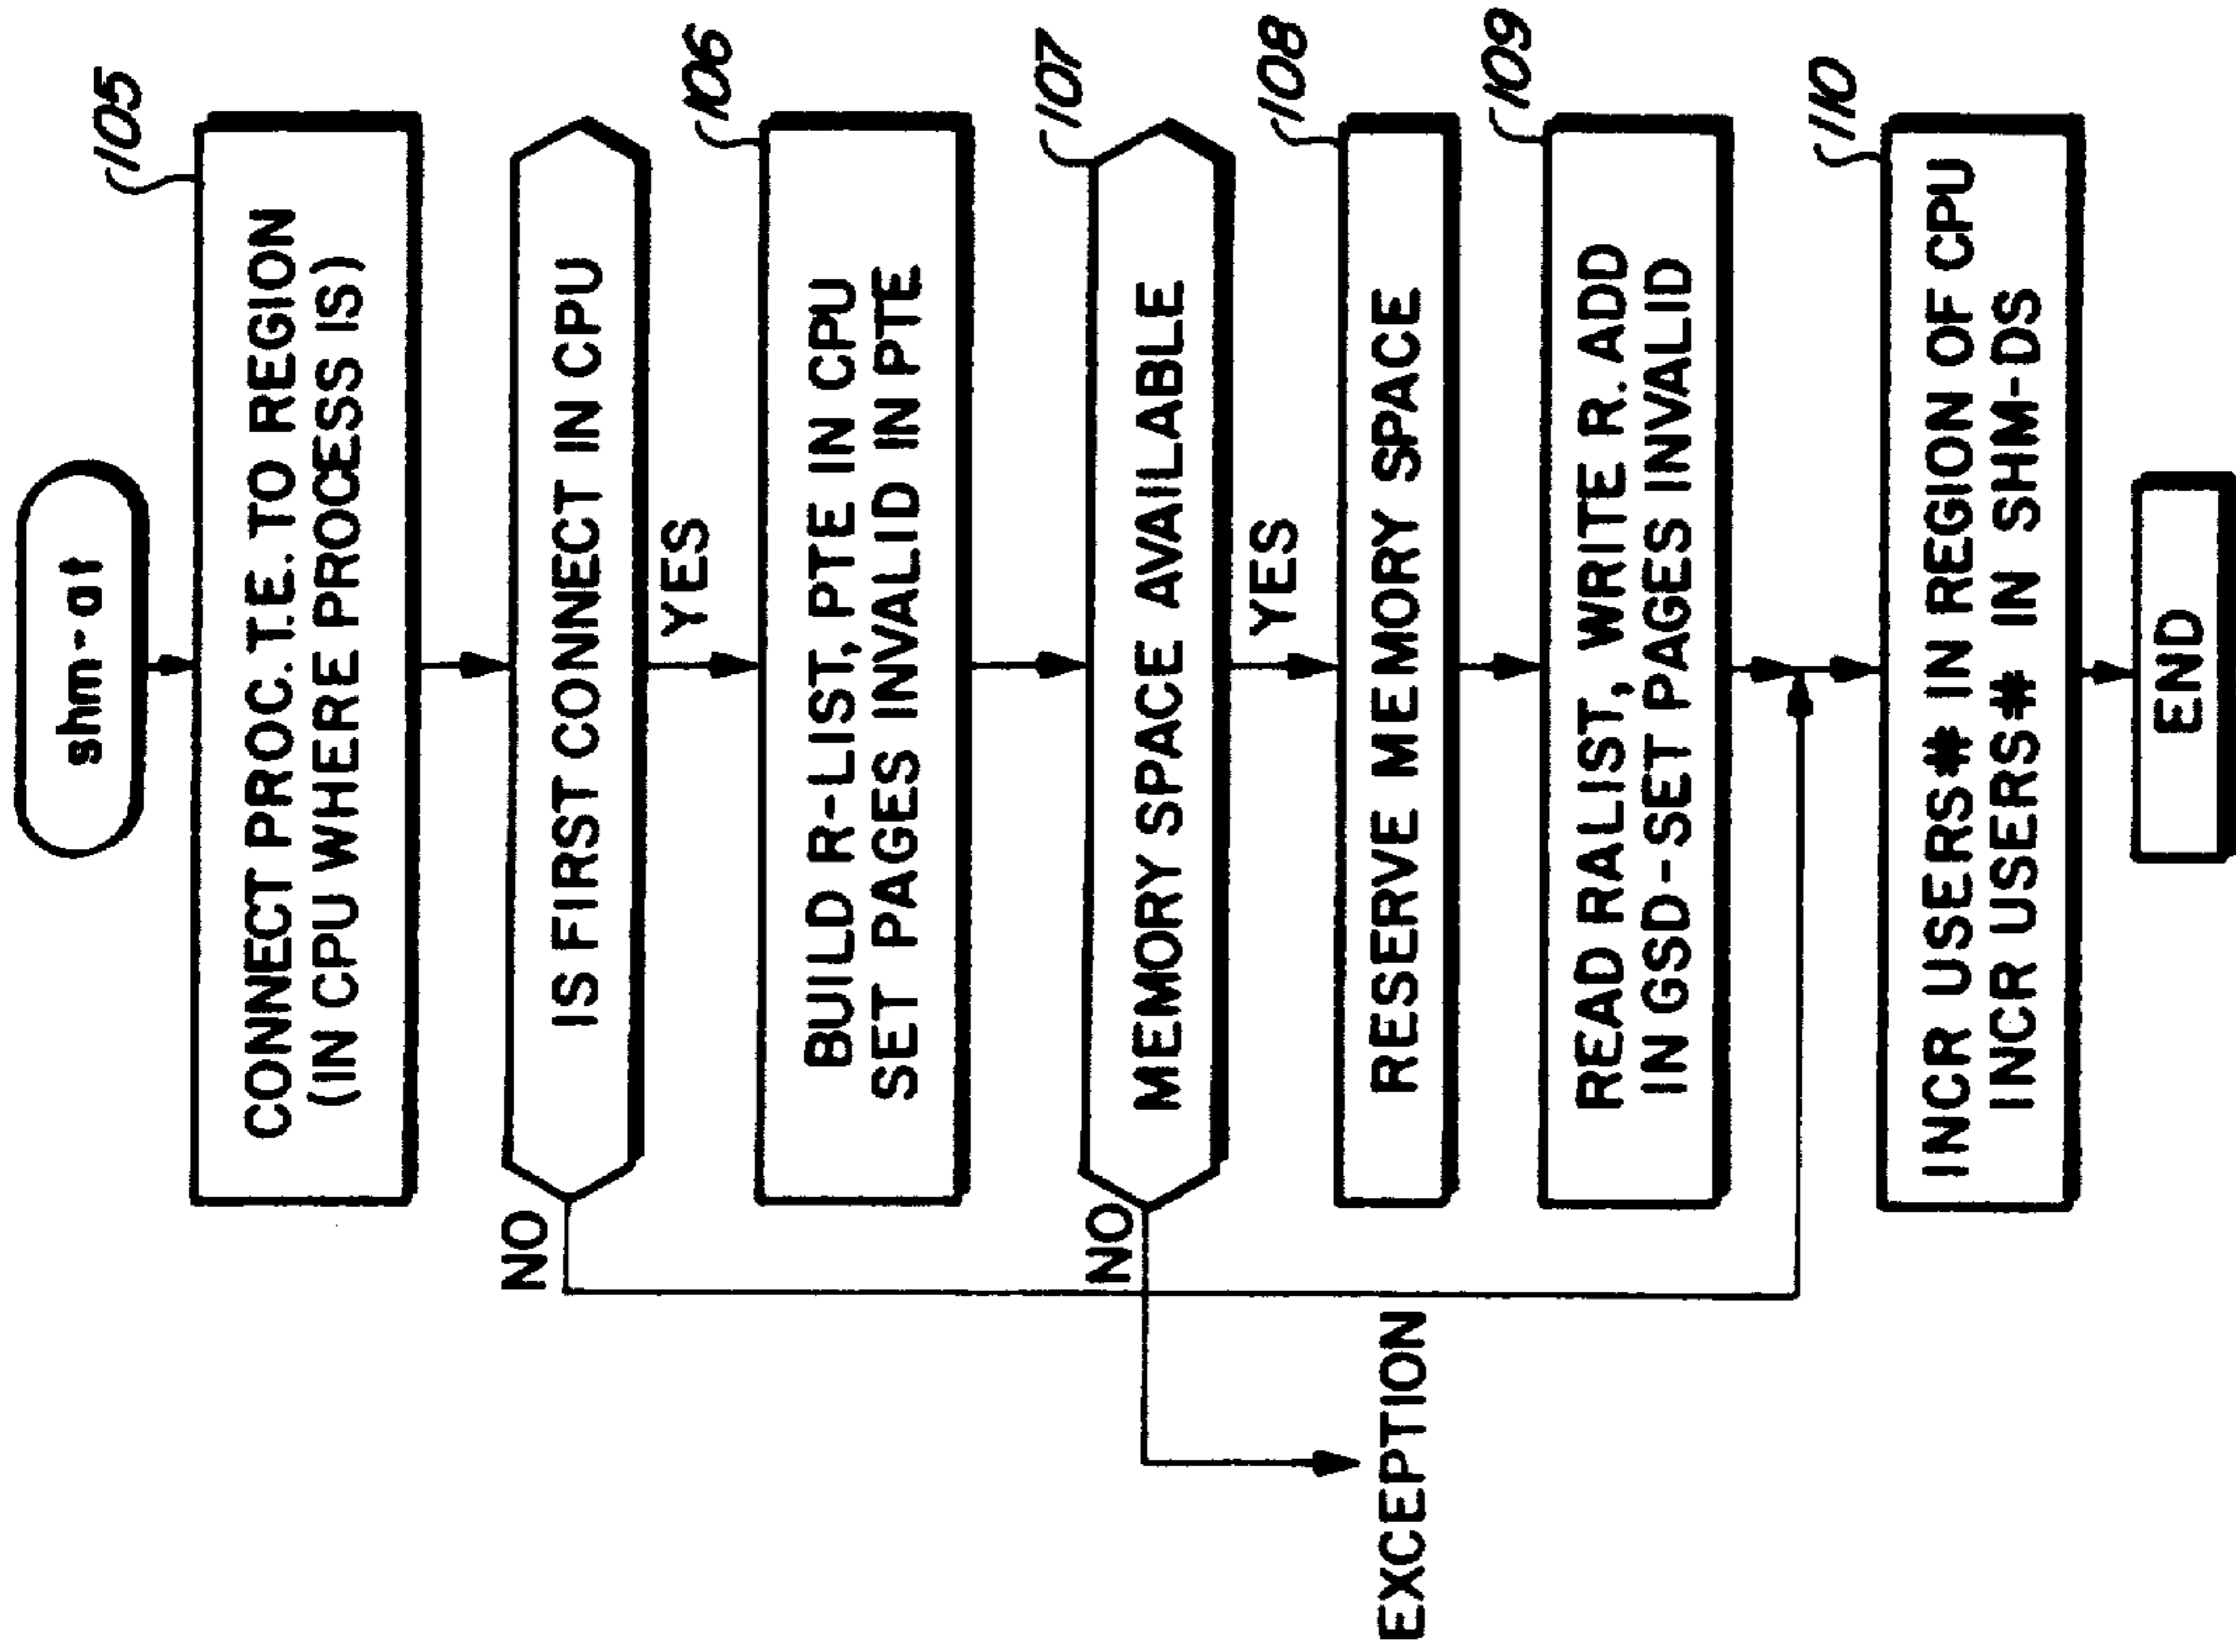 shm-at
105
CONNECT PROC. T.E. TO REGION
(IN CPU WHERE PROCESS IS)
IS FIRST CONNECT IN CPU
NO
YES
106
BUILD R-LIST, PTE IN CPU
SET PAGES INVALID IN PTE
107
MEMORY SPACE AVAILABLE
NO
YES
EXCEPTION
108
RESERVE MEMORY SPACE
109
READ RALIST, WRITE R. ADD
IN GSD-SET PAGES INVALID
110
INCR USERS# IN REGION OF CPU
INCR USERS# IN SHM-DS
END